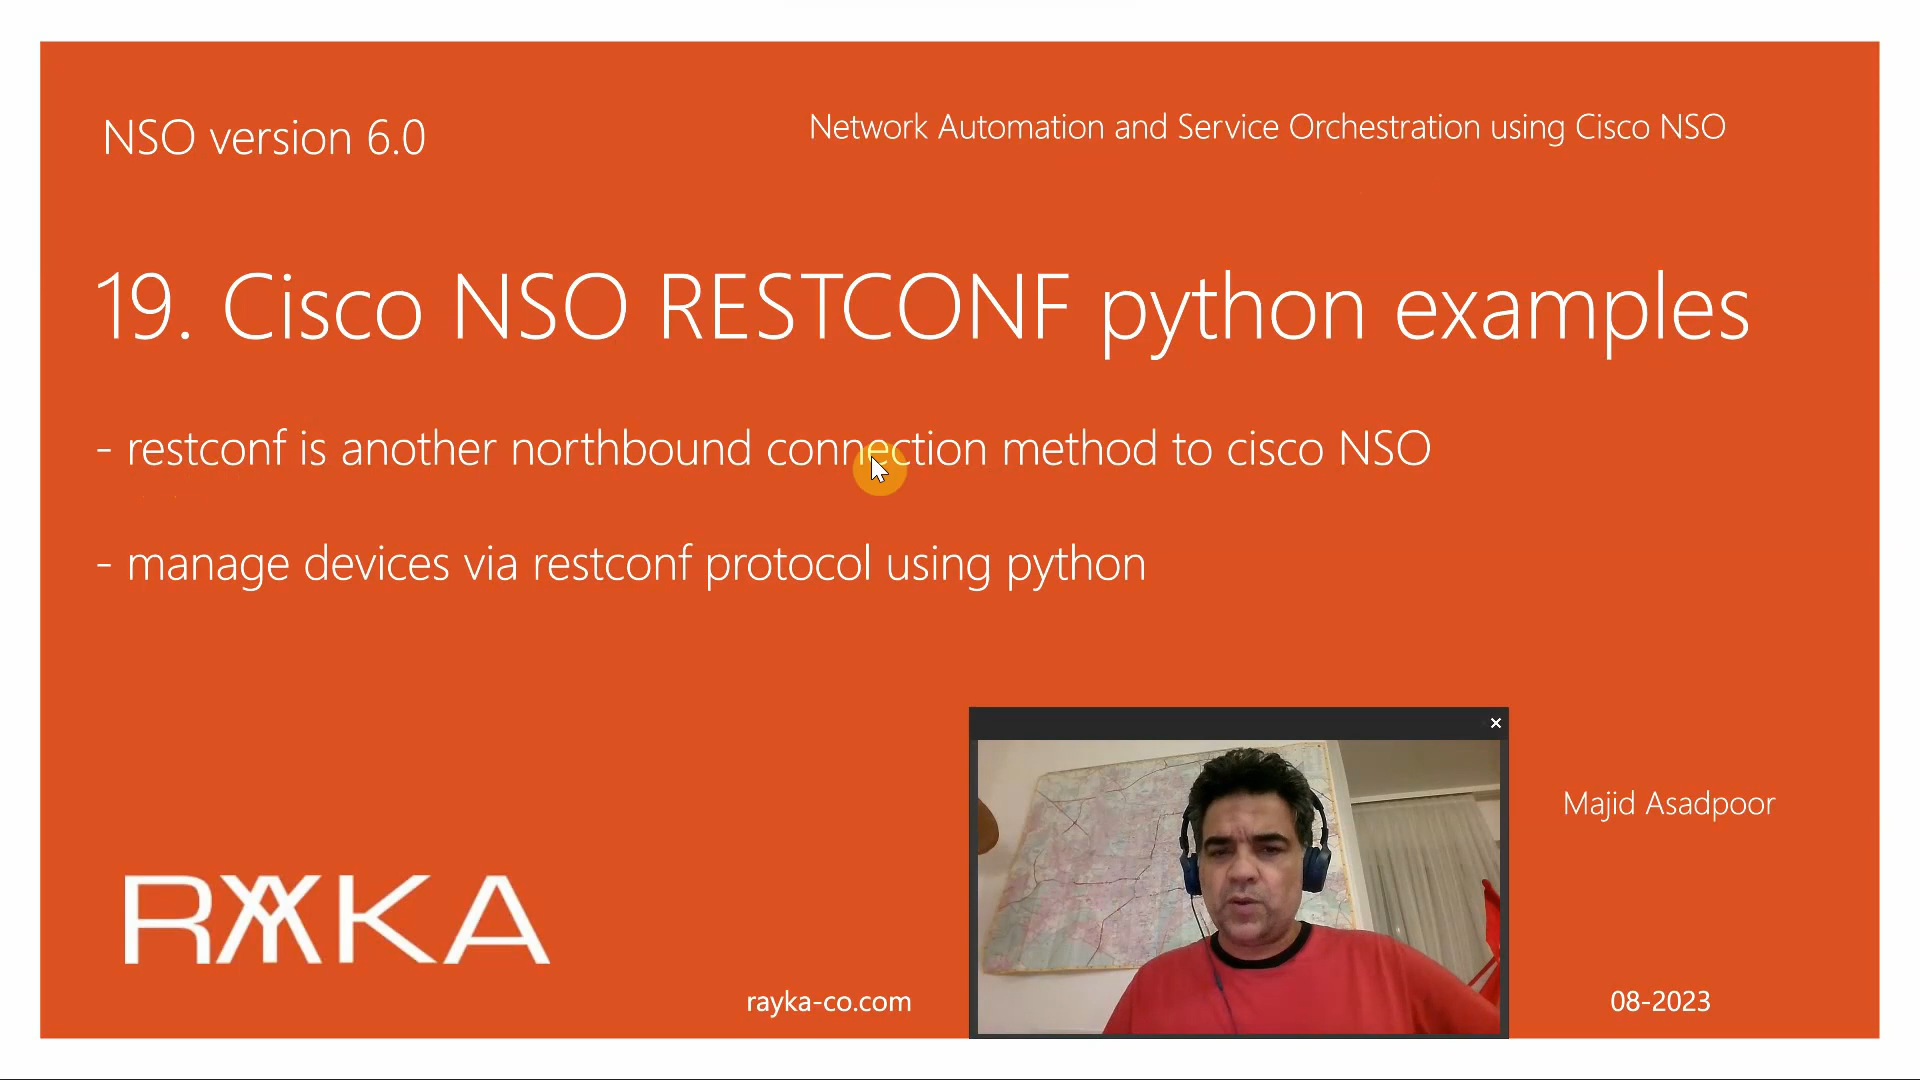 NSO version 6.0
Network Automation and Service Orchestration using Cisco NSO
19. Cisco NSO RESTCONF python examples
- restconf is another northbound connection method to cisco NSO
- manage devices via restconf protocol using python
Majid Asadpoor
RAYKA
rayka-co.com
08-2023